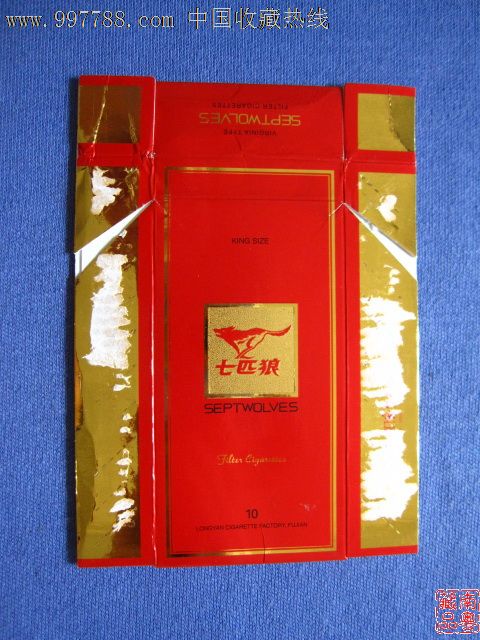 www.997788.com 中国收藏热线
VIRGINIA TYPE
FILTER CIGARETTES
SEPTWOLVES
KING SIZE
七匹狼
SEPTWOLVES
Filter Cigarettes
10
LONGYAN CIGARETTE FACTORY, FUJIAN